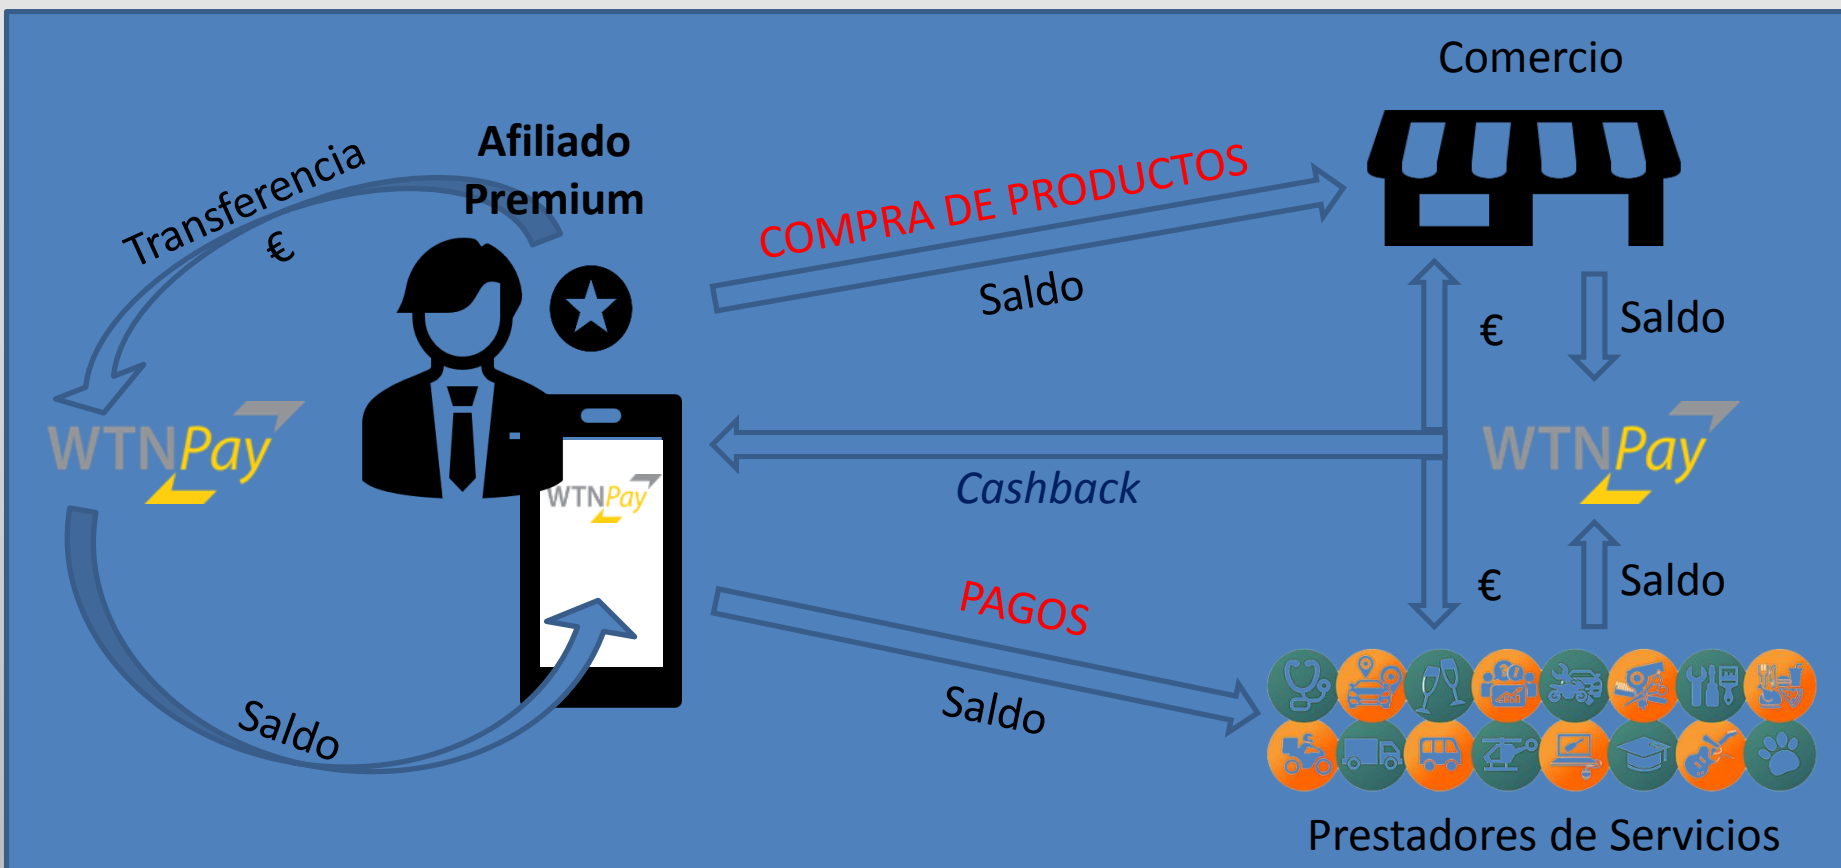 Comercio
Afiliado
Premium
Transferencia
€
COMPRA DE PRODUCTOS
Saldo
€
Saldo
WTNPay
WTNPay
WTNPay
Cashback
PAGOS
Saldo
€
Saldo
Saldo
Prestadores de Servicios